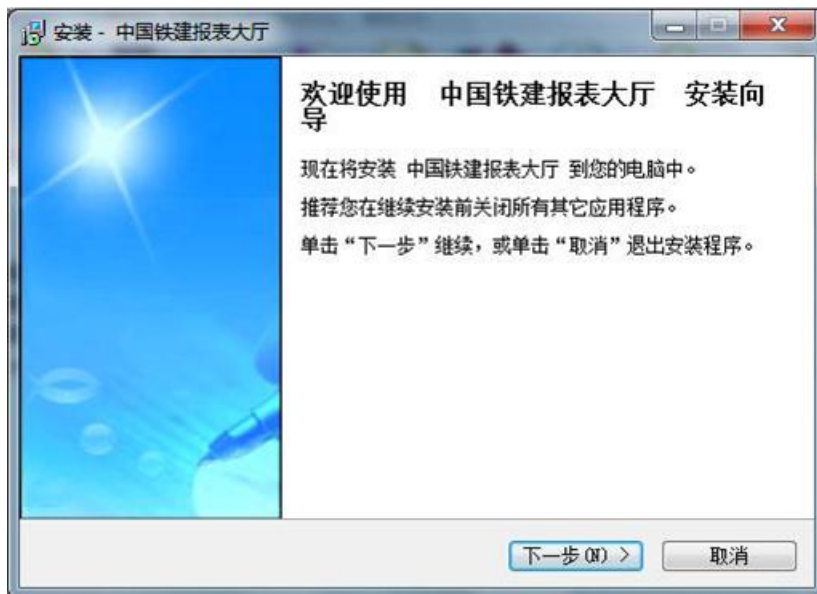 安装 - 中国铁建报表大厅
欢迎使用 中国铁建报表大厅 安装向
导
现在将安装 中国铁建报表大厅 到您的电脑中。
推荐您在继续安装前关闭所有其它应用程序。
单击“下一步”继续，或单击“取消”退出安装程序。
下一步(N) >
取消